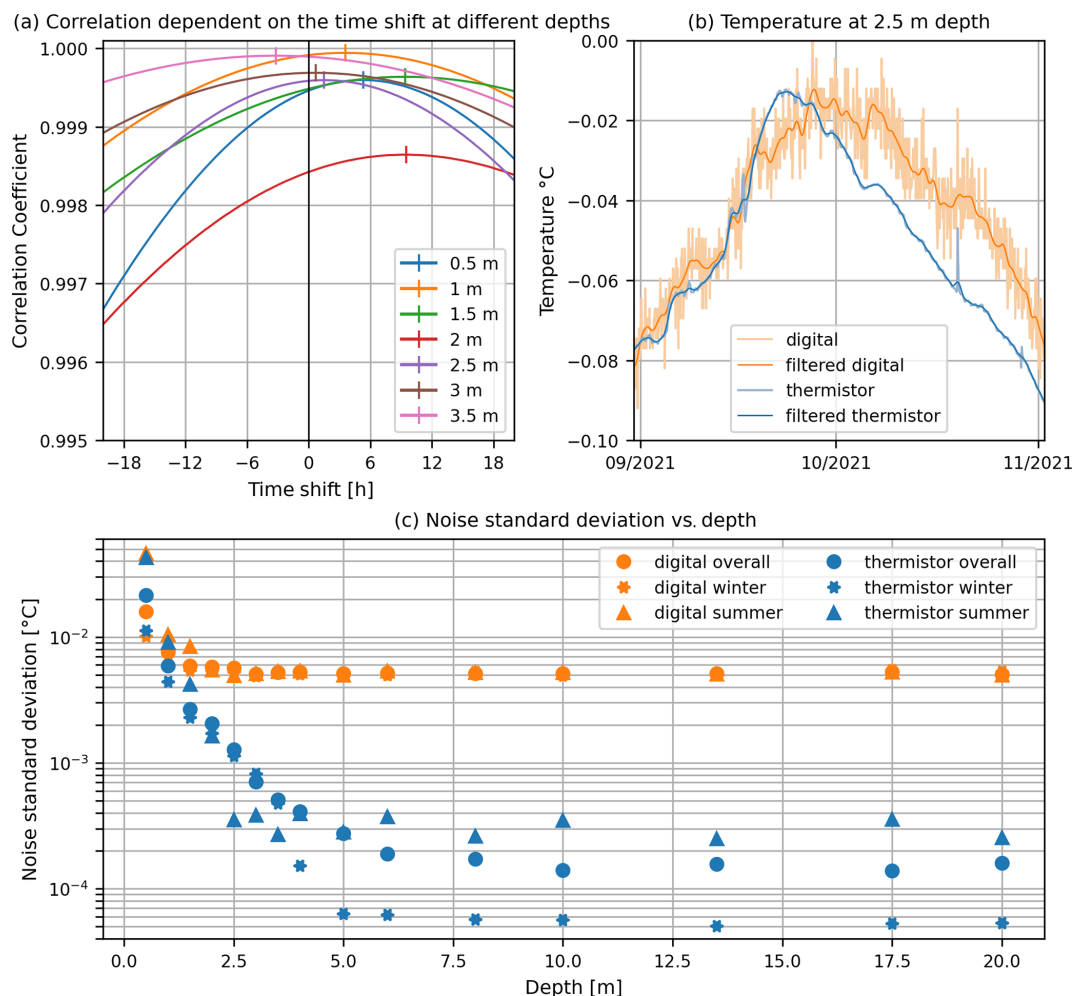 (a) Correlation dependent on the time shift at different depths
1.000
0.999
0.998
0.997
0.996
0.995
Correlation Coefficient
−18 −12 −6 0 6 12 18
Time shift [h]
0.5 m
1 m
1.5 m
2 m
2.5 m
3 m
3.5 m
(b) Temperature at 2.5 m depth
0.00
−0.02
−0.04
−0.06
−0.08
−0.10
Temperature °C
09/2021 10/2021 11/2021
digital
filtered digital
thermistor
filtered thermistor
(c) Noise standard deviation vs. depth
10⁻²
10⁻³
10⁻⁴
Noise standard deviation [°C]
digital overall
digital winter
digital summer
thermistor overall
thermistor winter
thermistor summer
0.0 2.5 5.0 7.5 10.0 12.5 15.0 17.5 20.0
Depth [m]